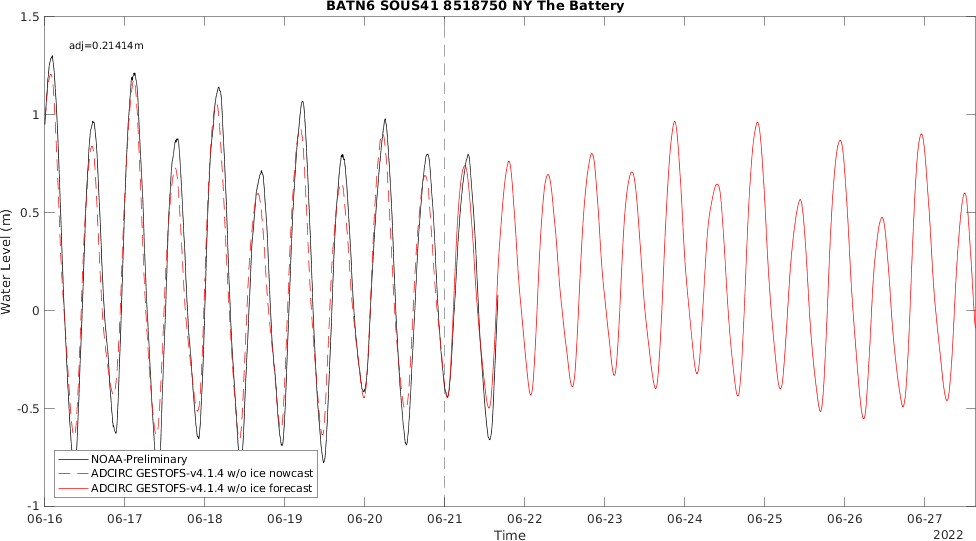 BATN6 SOUS41 8518750 NY The Battery
1.5
adj=0.21414m
1
0.5
0
-0.5
-1
Water Level (m)
NOAA-Preliminary
ADCIRC GESTOFS-v4.1.4 w/o ice nowcast
ADCIRC GESTOFS-v4.1.4 w/o ice forecast
06-16 06-17 06-18 06-19 06-20 06-21 06-22 06-23 06-24 06-25 06-26 06-27
Time
2022